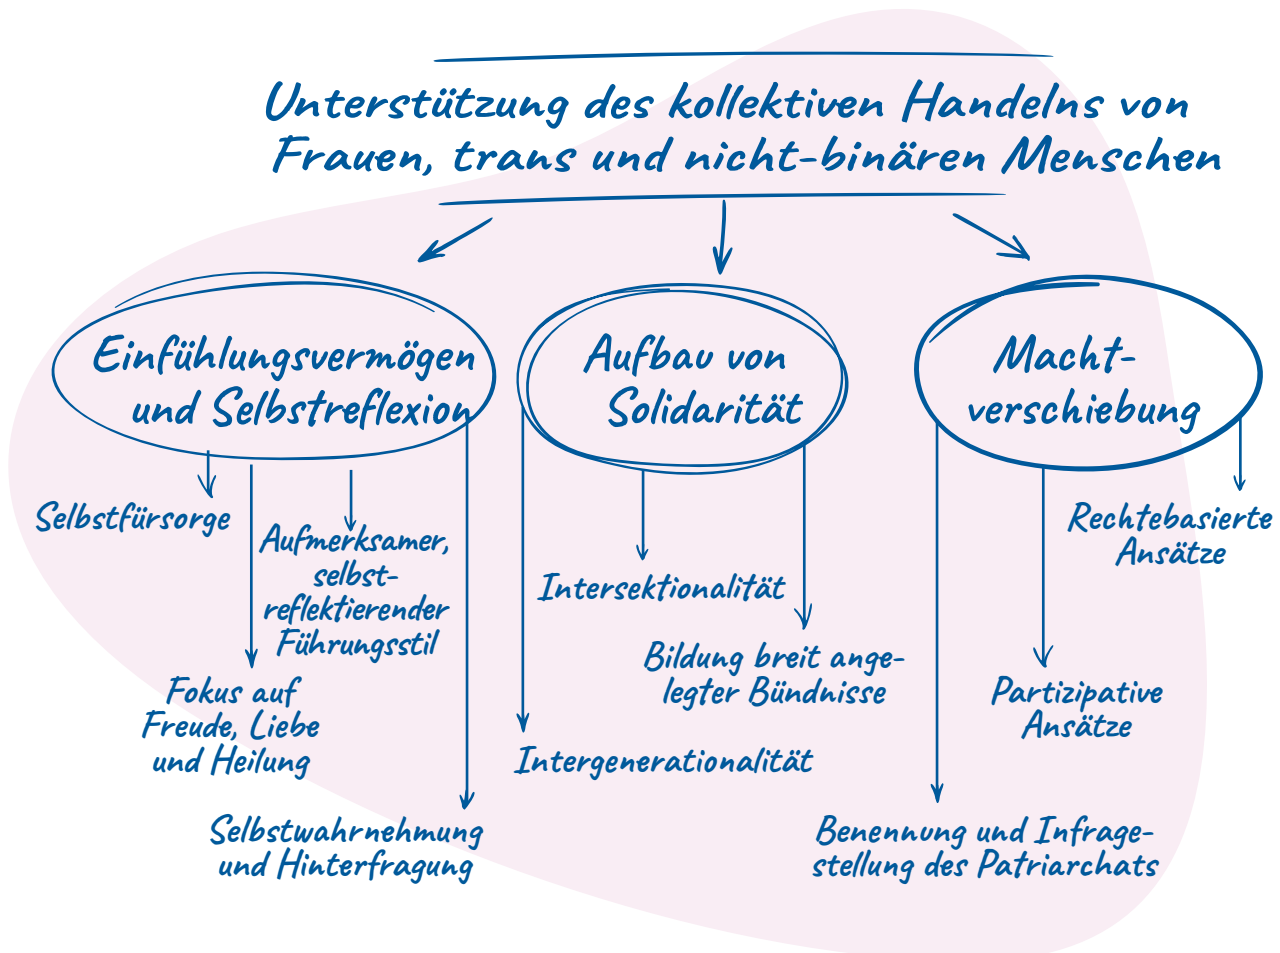 Unterstützung des kollektiven Handelns von
Frauen, trans und nicht-binären Menschen
Einfühlungsvermögen
und Selbstreflexion
Aufbau von
Solidarität
Macht-
verschiebung
Selbstfürsorge
Aufmerksamer,
selbst-
reflektierender
Führungsstil
Fokus auf
Freude, Liebe
und Heilung
Selbstwahrnehmung
und Hinterfragung
Intersektionalität
Bildung breit ange-
legter Bündnisse
Intergenerationalität
Rechtebasierte
Ansätze
Partizipative
Ansätze
Benennung und Infrage-
stellung des Patriarchats